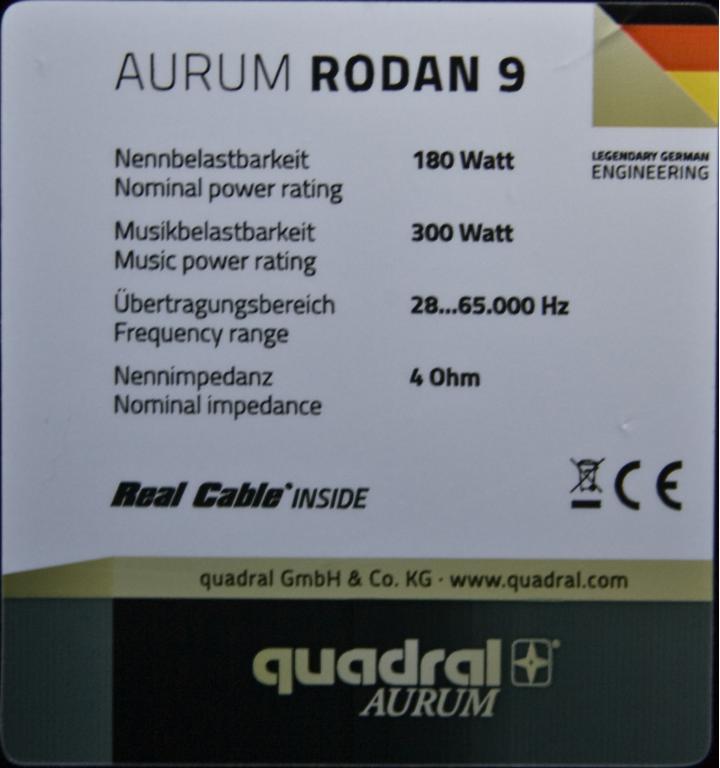 AURUM RODAN 9
LEGENDARY GERMAN
ENGINEERING
Nennbelastbarkeit 180 Watt
Nominal power rating
Musikbelastbarkeit 300 Watt
Music power rating
Übertragungsbereich 28...65.000 Hz
Frequency range
Nennimpedanz 4 Ohm
Nominal impedance
Real Cable® INSIDE
CE
quadral GmbH & Co. KG · www.quadral.com
quadral®
AURUM